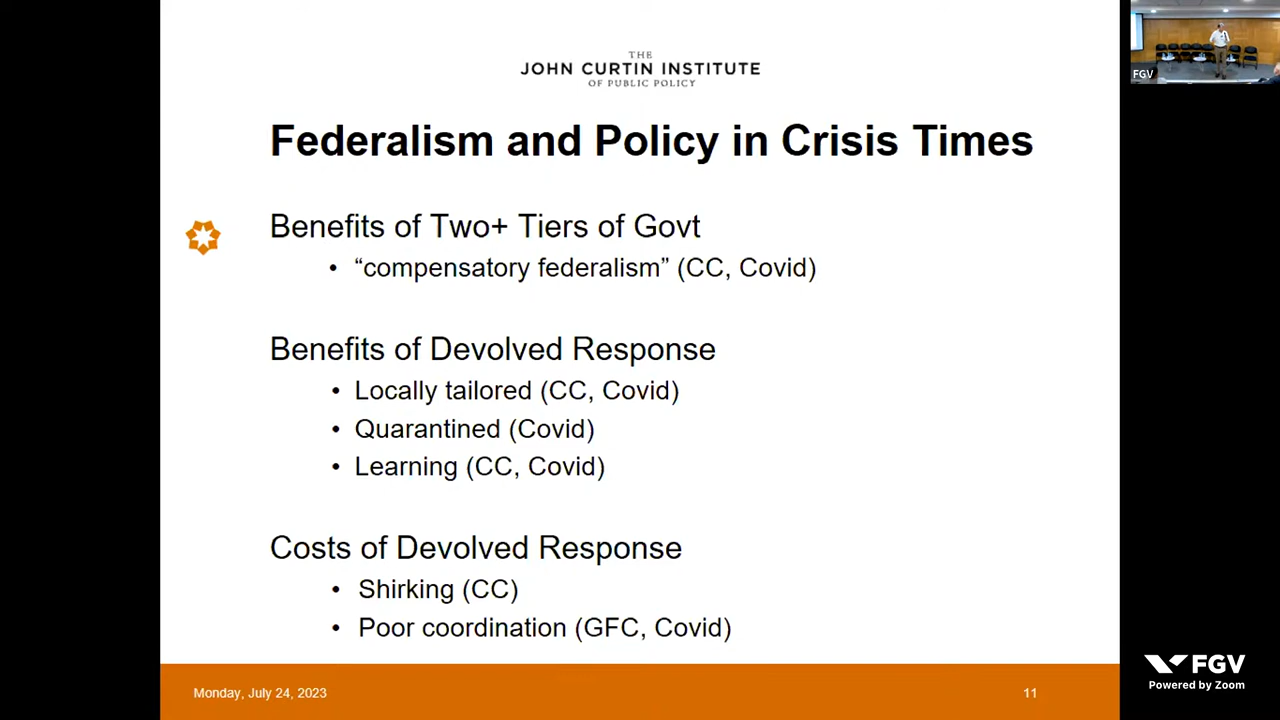 THE
JOHN CURTIN INSTITUTE
OF PUBLIC POLICY
FGV
Federalism and Policy in Crisis Times
Benefits of Two+ Tiers of Govt
• “compensatory federalism” (CC, Covid)
Benefits of Devolved Response
• Locally tailored (CC, Covid)
• Quarantined (Covid)
• Learning (CC, Covid)
Costs of Devolved Response
• Shirking (CC)
• Poor coordination (GFC, Covid)
Monday, July 24, 2023
11
FGV
Powered by Zoom